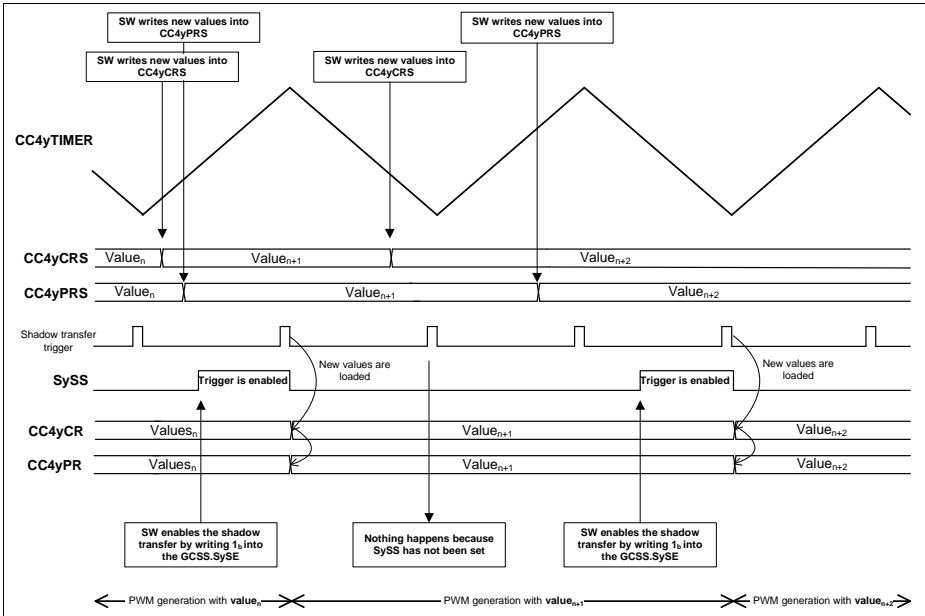 SW writes new values into
CC4yPRS
SW writes new values into
CC4yPRS
SW writes new values into
CC4yCRS
SW writes new values into
CC4yCRS
CC4yTIMER
CC4yCRS
Valueₙ
Valueₙ₊₁
Valueₙ₊₂
CC4yPRS
Valueₙ
Valueₙ₊₁
Valueₙ₊₂
Shadow transfer
trigger
New values are
loaded
New values are
loaded
SySS
Trigger is enabled
Trigger is enabled
CC4yCR
Valuesₙ
Valueₙ₊₁
Valueₙ₊₂
CC4yPR
Valuesₙ
Valueₙ₊₁
Valueₙ₊₂
SW enables the shadow
transfer by writing 1b into
the GCSS.SySE
Nothing happens because
SySS has not been set
SW enables the shadow
transfer by writing 1b into
the GCSS.SySE
PWM generation with valueₙ
PWM generation with valueₙ₊₁
PWM generation with valueₙ₊₂